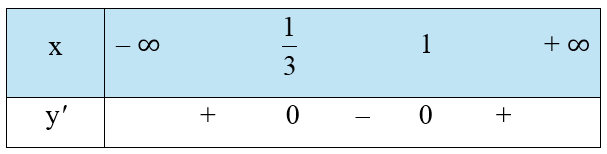 x – ∞ 1/3 1 + ∞
y′ + 0 – 0 +